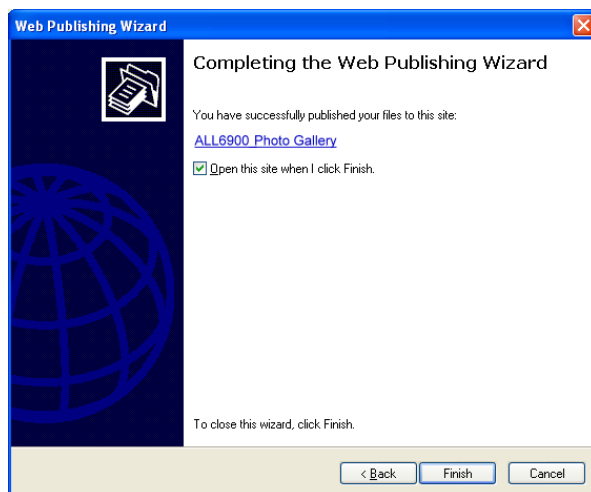 Web Publishing Wizard
Completing the Web Publishing Wizard
You have successfully published your files to this site:
ALL6900 Photo Gallery
Open this site when I click Finish.
To close this wizard, click Finish.
< Back
Finish
Cancel